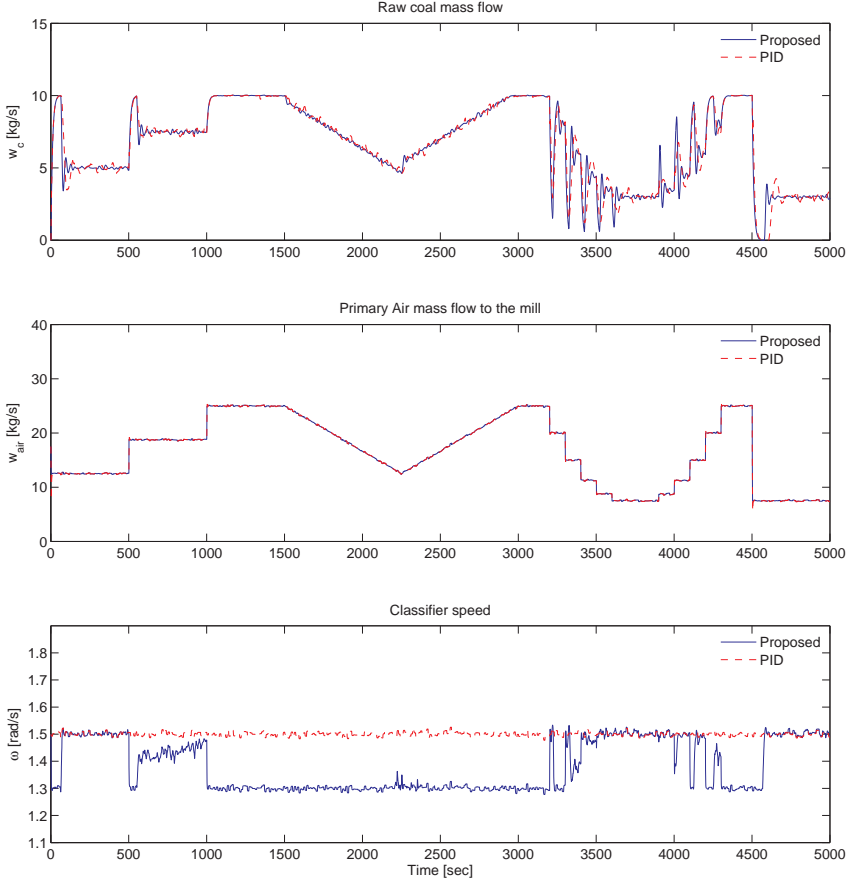 Raw coal mass flow
15
10
5
0
w_c [kg/s]
Proposed
PID
0 500 1000 1500 2000 2500 3000 3500 4000 4500 5000
Primary Air mass flow to the mill
40
30
20
10
0
w_air [kg/s]
Proposed
PID
0 500 1000 1500 2000 2500 3000 3500 4000 4500 5000
Classifier speed
1.8
1.7
1.6
1.5
1.4
1.3
1.2
1.1
ω [rad/s]
Proposed
PID
0 500 1000 1500 2000 2500 3000 3500 4000 4500 5000
Time [sec]